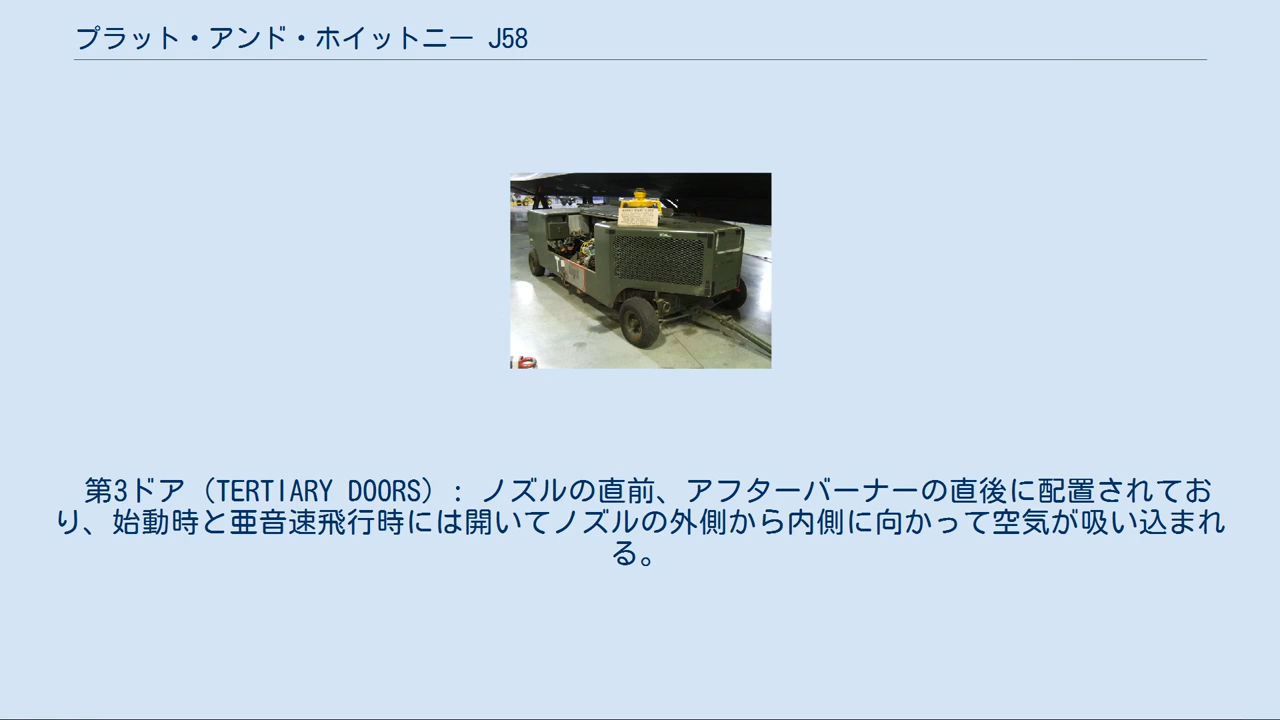 プラット・アンド・ホイットニー J58
第3ドア（TERTIARY DOORS）: ノズルの直前、アフターバーナーの直後に配置されてお
り、始動時と亜音速飛行時には開いてノズルの外側から内側に向かって空気が吸い込まれ
る。